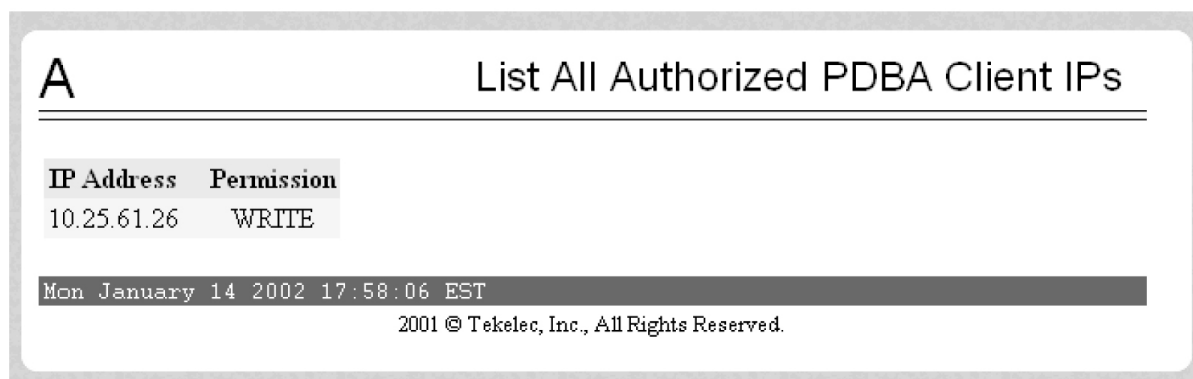 A List All Authorized PDBA Client IPs
IP Address Permission
10.25.61.26 WRITE
Mon January 14 2002 17:58:06 EST
2001 © Tekelec, Inc., All Rights Reserved.